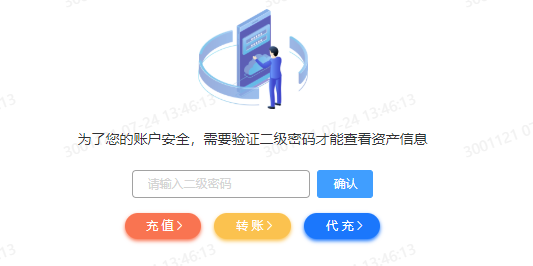 为了您的账户安全，需要验证二级密码才能查看资产信息
请输入二级密码 确认
充 值 > 转 账 > 代 充 >
3001121 07-24 13:46:13